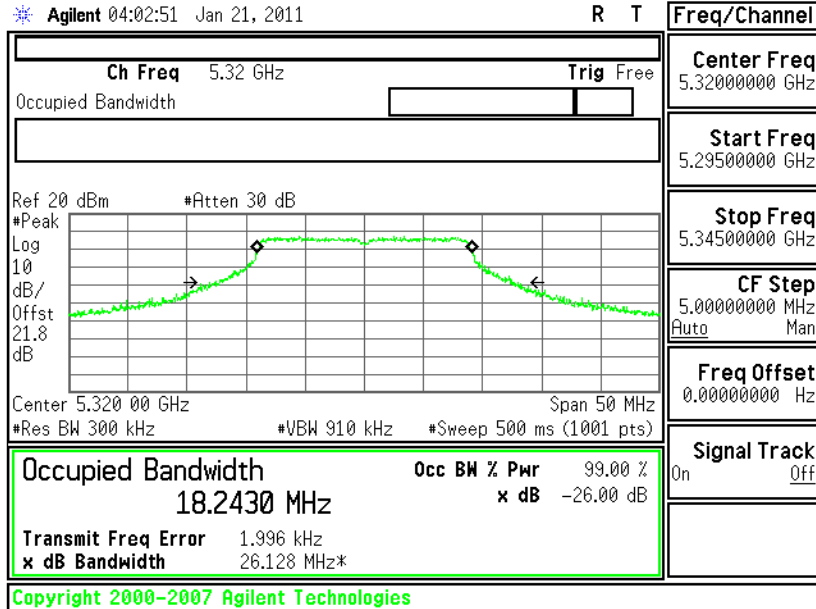 Agilent 04:02:51 Jan 21, 2011 R T
Freq/Channel
Ch Freq 5.32 GHz Trig Free
Occupied Bandwidth
Center Freq
5.32000000 GHz
Start Freq
5.29500000 GHz
Stop Freq
5.34500000 GHz
CF Step
5.00000000 MHz
Auto Man
Freq Offset
0.00000000 Hz
Signal Track
On Off
Ref 20 dBm #Atten 30 dB
#Peak
Log
10
dB/
Offst
21.8
dB
Center 5.320 00 GHz Span 50 MHz
#Res BW 300 kHz #VBW 910 kHz #Sweep 500 ms (1001 pts)
Occupied Bandwidth
18.2430 MHz
Occ BW % Pwr 99.00 %
x dB -26.00 dB
Transmit Freq Error 1.996 kHz
x dB Bandwidth 26.128 MHz*
Copyright 2000-2007 Agilent Technologies